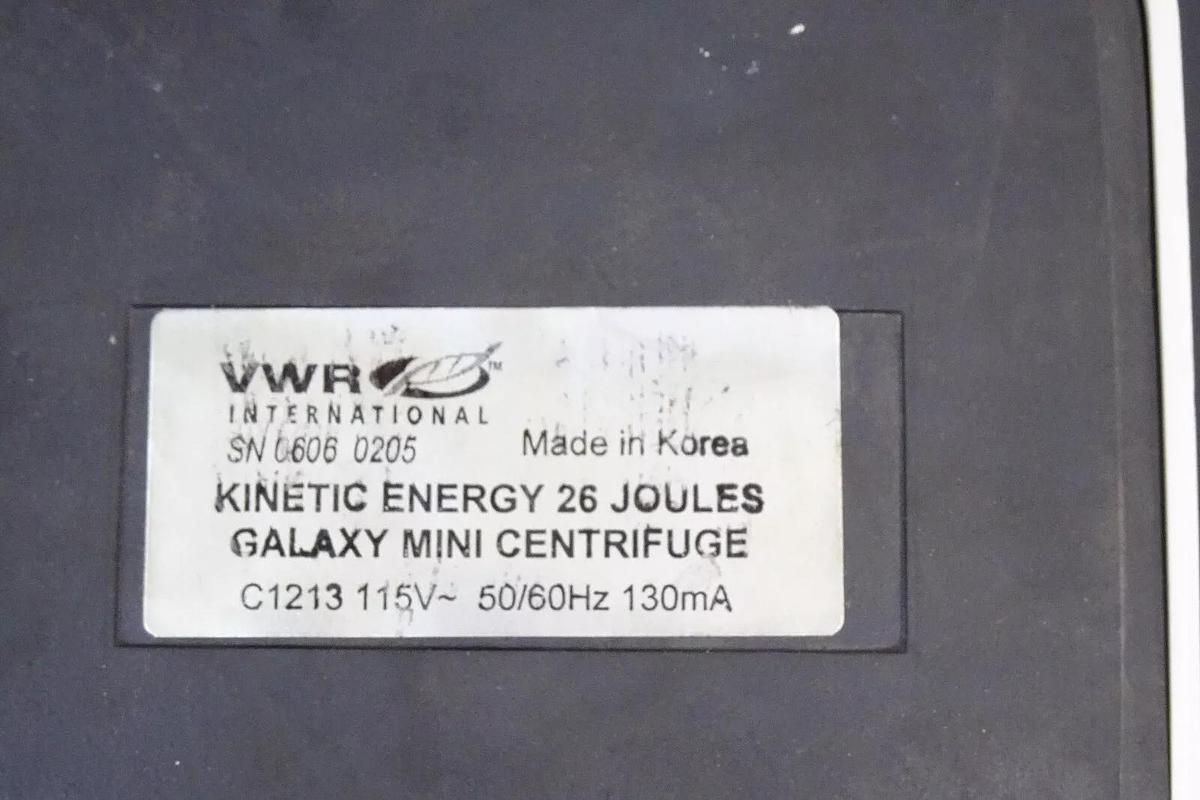 VWR™
INTERNATIONAL
SN 0606 0205 Made in Korea
KINETIC ENERGY 26 JOULES
GALAXY MINI CENTRIFUGE
C1213 115V~ 50/60Hz 130mA